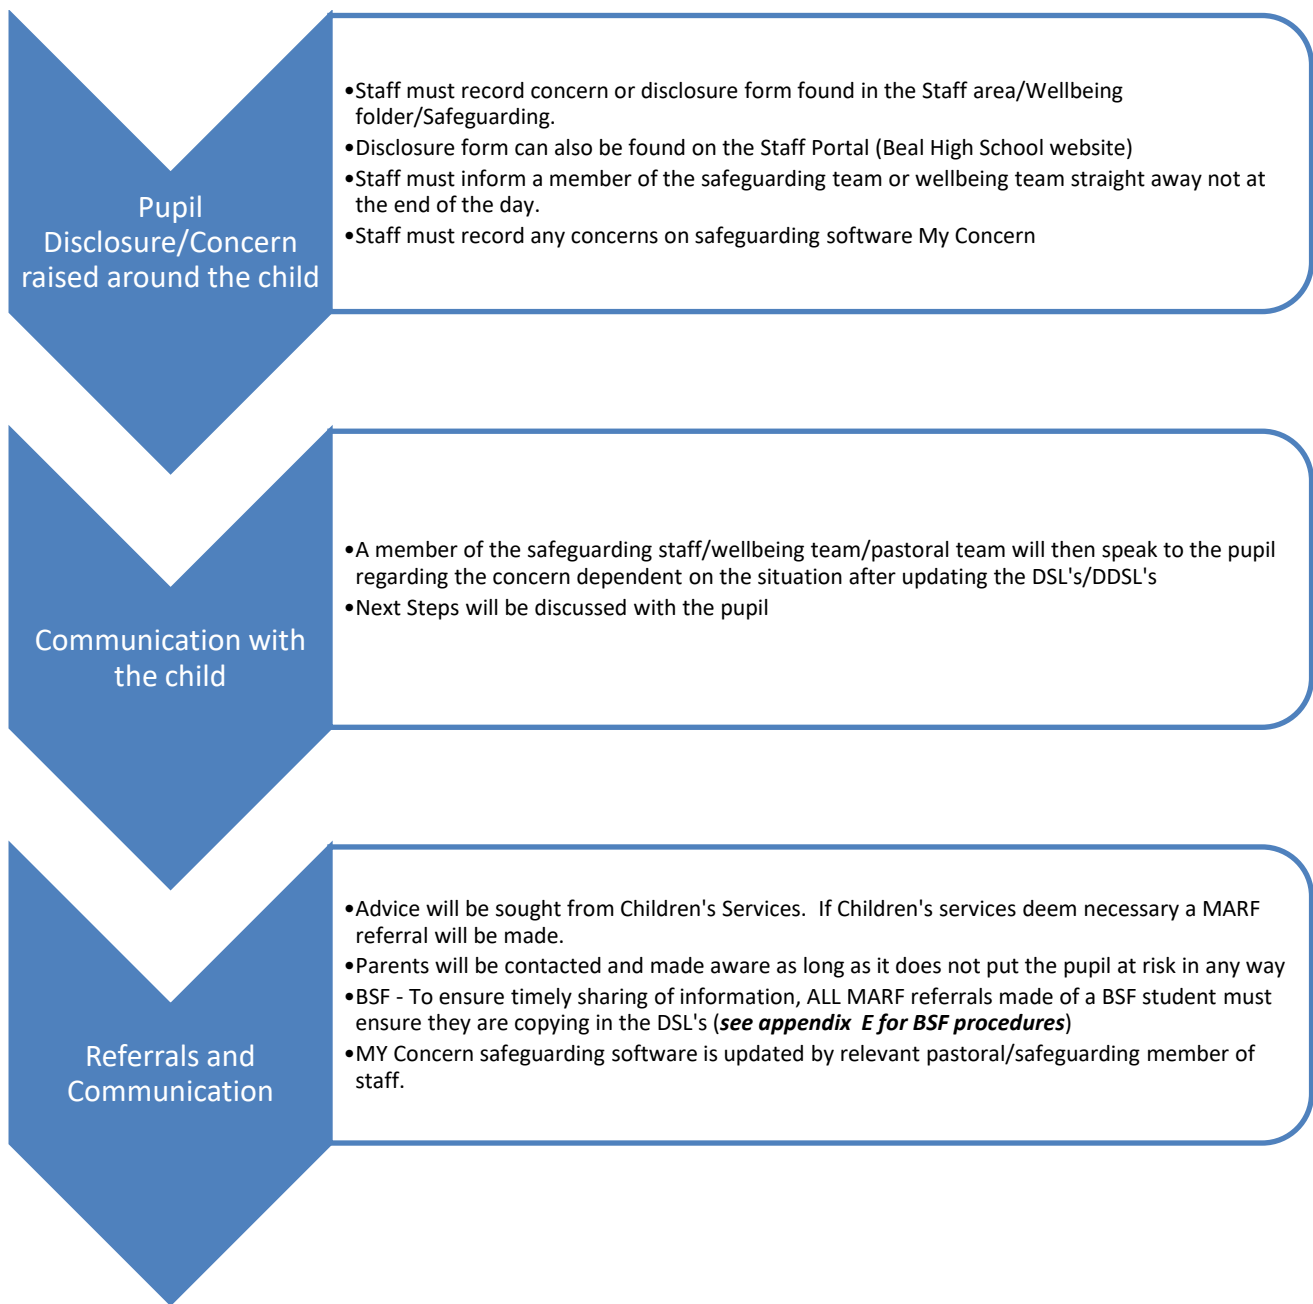 Pupil
Disclosure/Concern
raised around the child
•Staff must record concern or disclosure form found in the Staff area/Wellbeing
folder/Safeguarding.
•Disclosure form can also be found on the Staff Portal (Beal High School website)
•Staff must inform a member of the safeguarding team or wellbeing team straight away not at
the end of the day.
•Staff must record any concerns on safeguarding software My Concern
Communication with
the child
•A member of the safeguarding staff/wellbeing team/pastoral team will then speak to the pupil
regarding the concern dependent on the situation after updating the DSL's/DDSL's
•Next Steps will be discussed with the pupil
Referrals and
Communication
•Advice will be sought from Children's Services.  If Children's services deem necessary a MARF
referral will be made.
•Parents will be contacted and made aware as long as it does not put the pupil at risk in any way
•BSF - To ensure timely sharing of information, ALL MARF referrals made of a BSF student must
ensure they are copying in the DSL's (see appendix  E for BSF procedures)
•MY Concern safeguarding software is updated by relevant pastoral/safeguarding member of
staff.